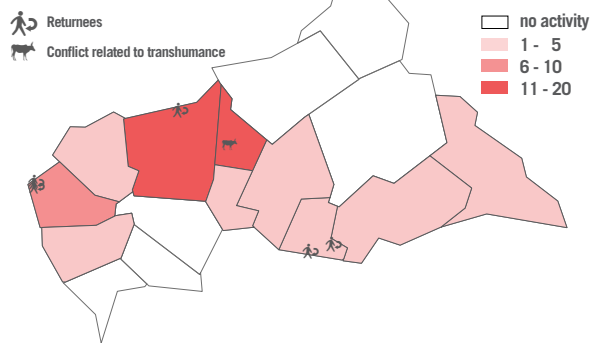 Returnees
Conflict related to transhumance
no activity
1 - 5
6 - 10
11 - 20